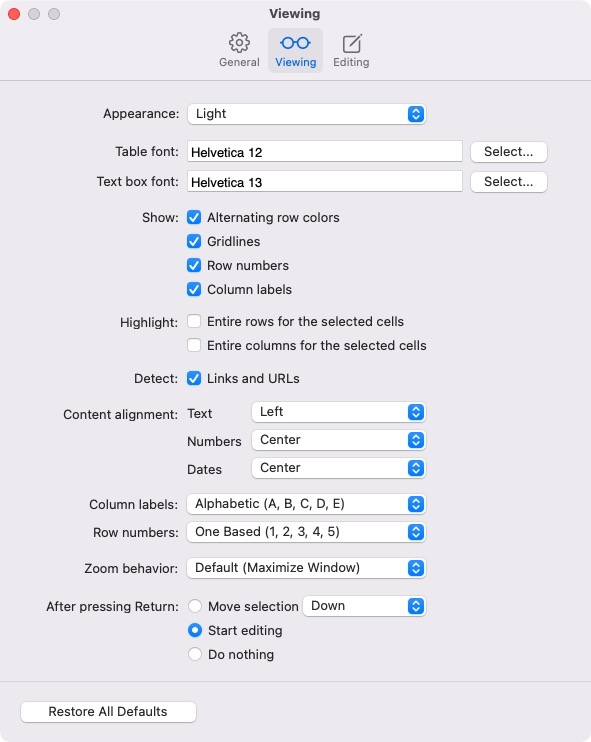 Viewing
General Viewing Editing
Appearance: Light
Table font: Helvetica 12 Select...
Text box font: Helvetica 13 Select...
Show: Alternating row colors
Gridlines
Row numbers
Column labels
Highlight: Entire rows for the selected cells
Entire columns for the selected cells
Detect: Links and URLs
Content alignment: Text Left
Numbers Center
Dates Center
Column labels: Alphabetic (A, B, C, D, E)
Row numbers: One Based (1, 2, 3, 4, 5)
Zoom behavior: Default (Maximize Window)
After pressing Return: Move selection Down
Start editing
Do nothing
Restore All Defaults